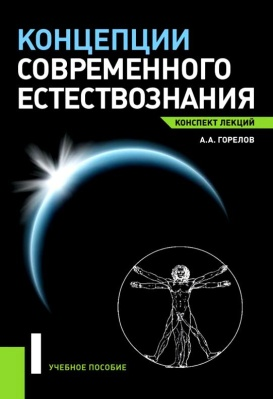 КОНЦЕПЦИИ
СОВРЕМЕННОГО
ЕСТЕСТВОЗНАНИЯ
КОНСПЕКТ ЛЕКЦИЙ
А.А. ГОРЕЛОВ
УЧЕБНОЕ ПОСОБИЕ